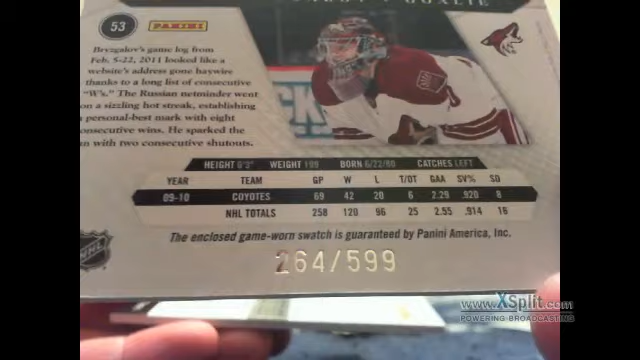 53 PANINI
GOALIE
Bryzgalov's game log from
Feb. 5-22, 2011 looked like a
website's address gone haywire
thanks to a long list of consecutive
"W's." The Russian netminder went
on a sizzling hot streak, establishing
personal-best mark with eight
onsecutive wins. He sparked the
n with two consecutive shutouts.
HEIGHT 6'3" WEIGHT 199 BORN 6/22/80 CATCHES LEFT
YEAR TEAM GP W L T/OT GAA SV% SO
09-10 COYOTES 69 42 20 6 2.29 .920 8
NHL TOTALS 258 120 96 25 2.55 .914 16
The enclosed game-worn swatch is guaranteed by Panini America, Inc.
NHL
264/599
www.XSplit.com
POWERING BROADCASTING